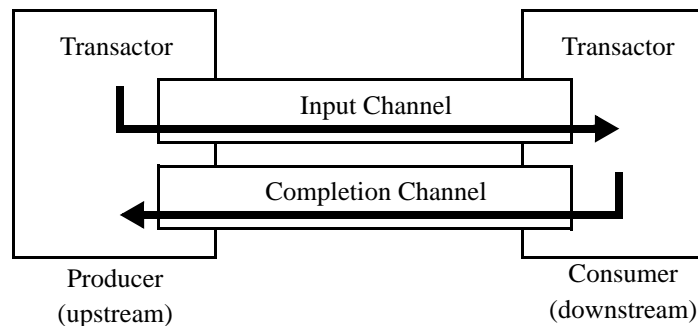 Transactor
Transactor
Input Channel
Completion Channel
Producer
(upstream)
Consumer
(downstream)